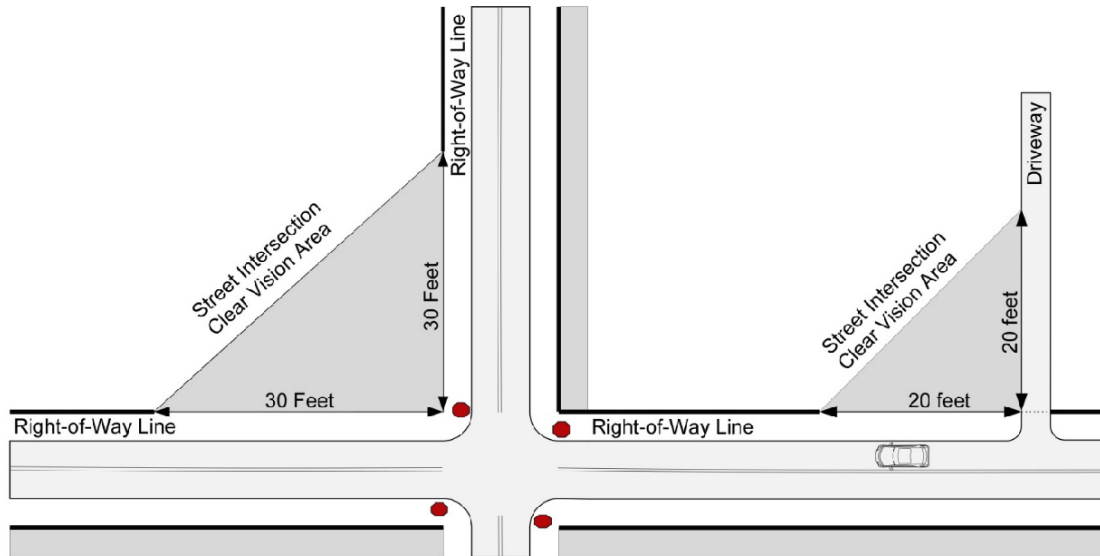 Right-of-Way Line
Street Intersection
Clear Vision Area
30 Feet
30 Feet
Right-of-Way Line
Driveway
Street Intersection
Clear Vision Area
20 feet
20 feet
Right-of-Way Line